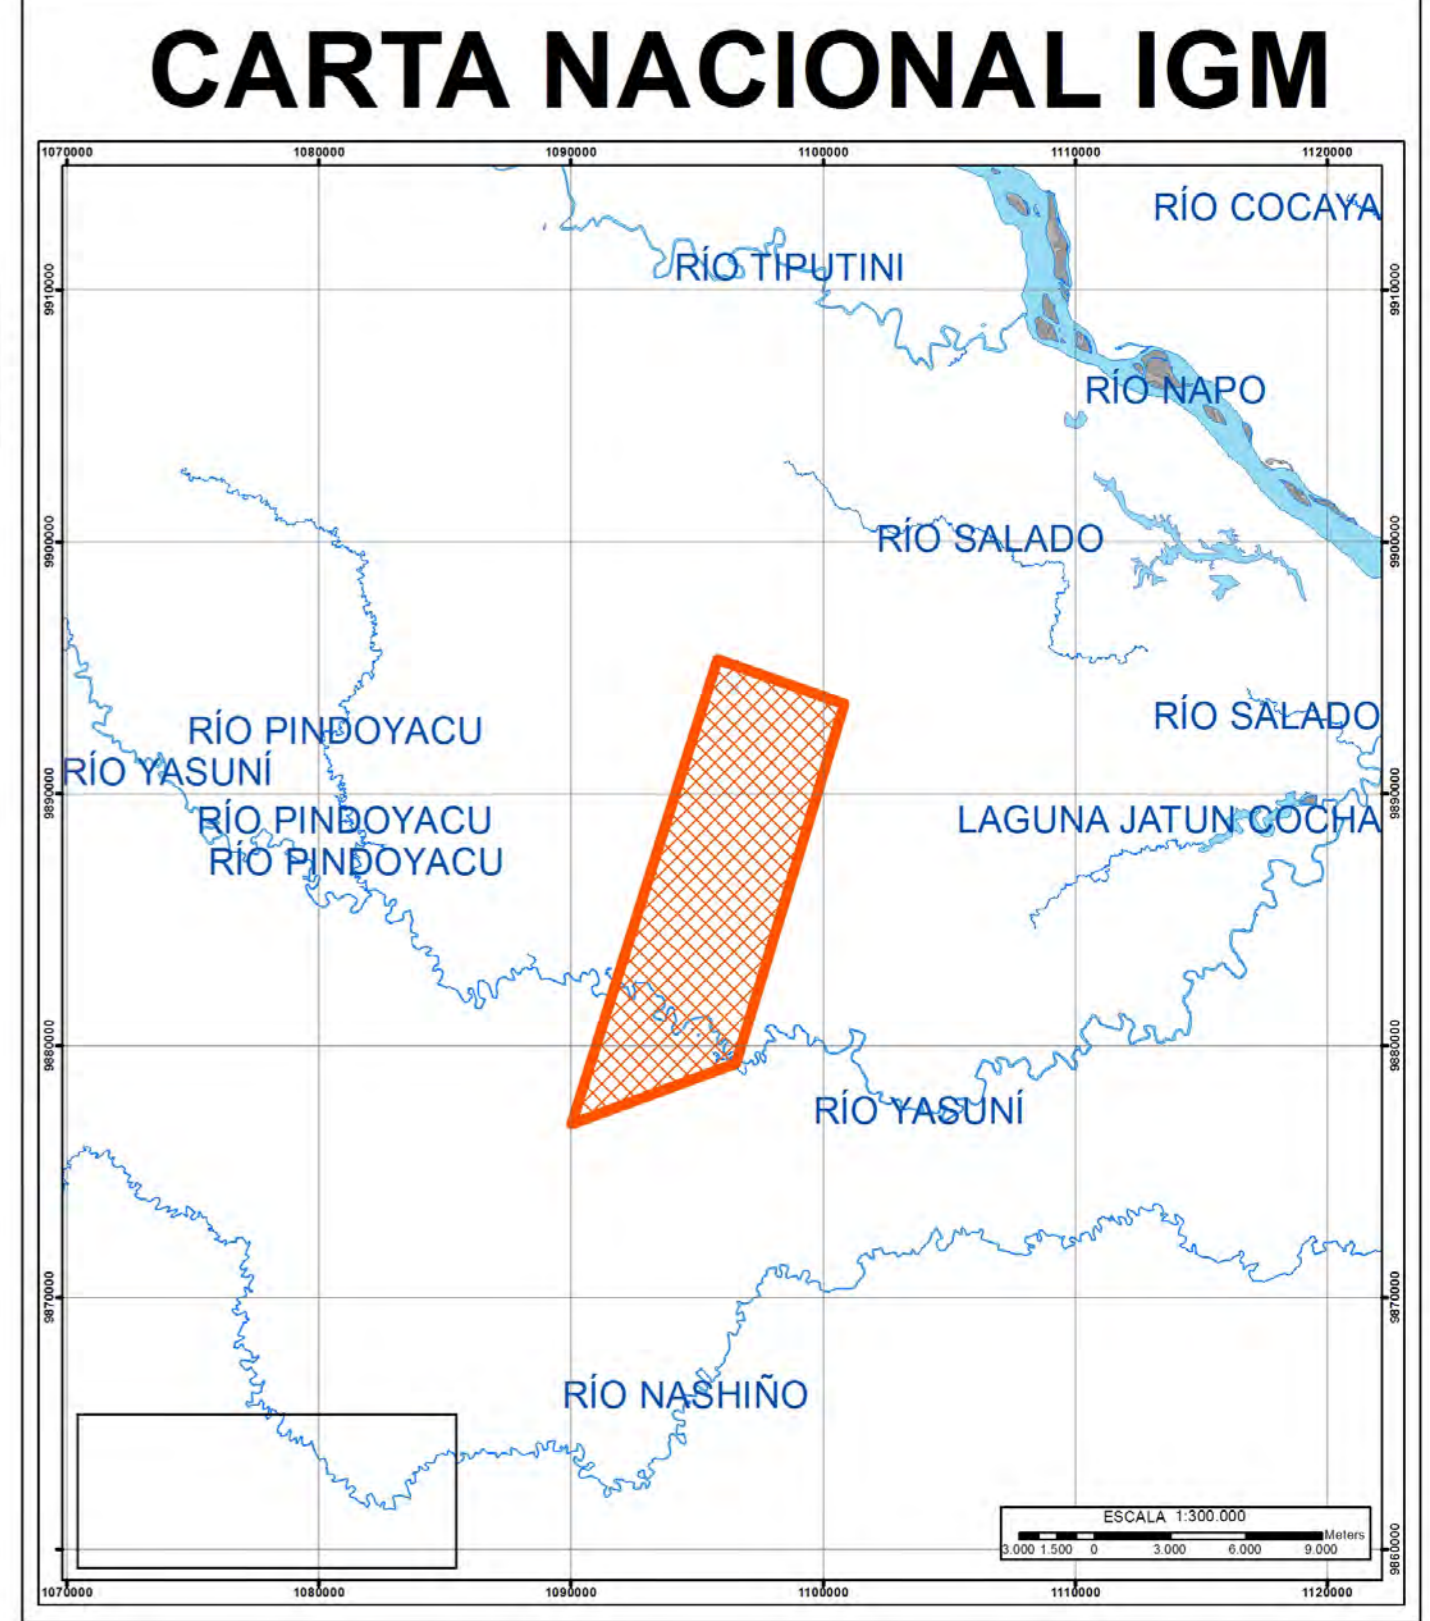 CARTA NACIONAL IGM
1070000 1080000 1090000 1100000 1110000 1120000
RÍO COCAYA
RÍO TIPUTINI
9910000 9910000
RÍO NAPO
RÍO SALADO
9900000 9900000
RÍO SALADO
RÍO PINDOYACU
RÍO YASUNÍ
9890000 9890000
RÍO PINDOYACU
LAGUNA JATUN COCHA
RÍO PINDOYACU
9880000 9880000
RÍO YASUNÍ
9870000 9870000
RÍO NASHIÑO
ESCALA 1:300.000
Meters
3.000 1.500 0 3.000 6.000 9.000
9860000
1070000 1080000 1090000 1100000 1110000 1120000